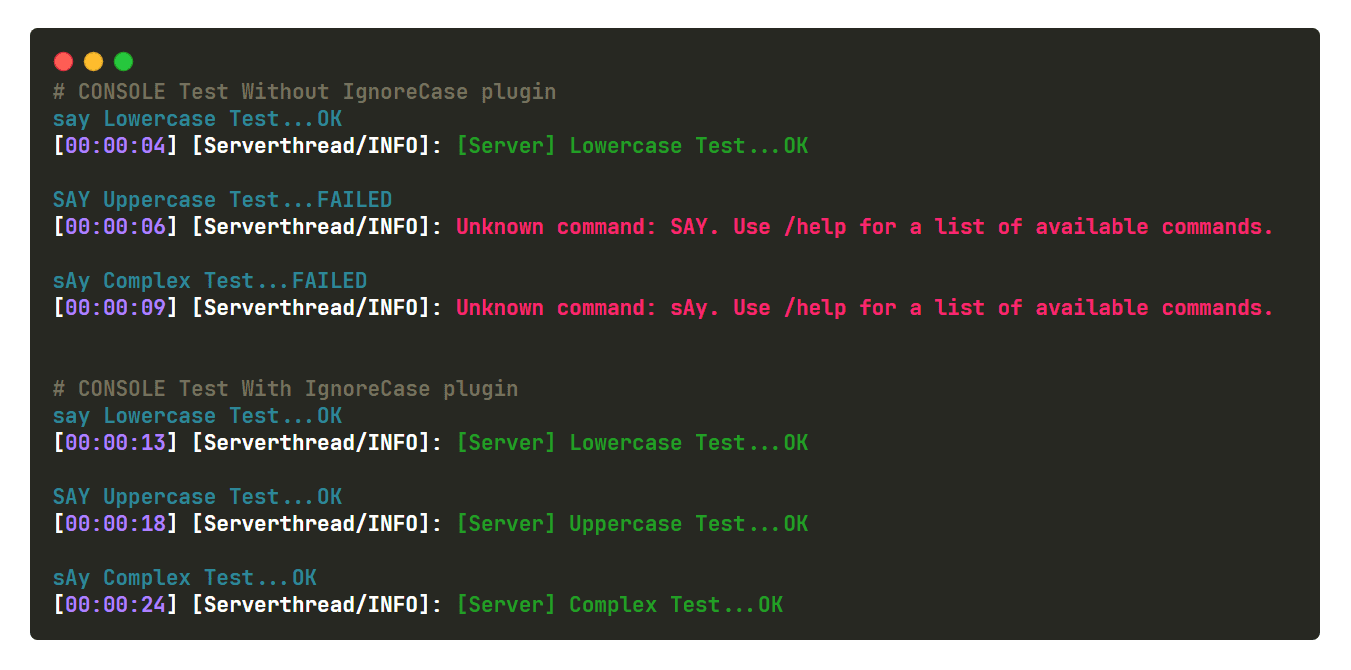 # CONSOLE Test Without IgnoreCase plugin
say Lowercase Test...OK
[00:00:04] [Serverthread/INFO]: [Server] Lowercase Test...OK
SAY Uppercase Test...FAILED
[00:00:06] [Serverthread/INFO]: Unknown command: SAY. Use /help for a list of available commands.
sAy Complex Test...FAILED
[00:00:09] [Serverthread/INFO]: Unknown command: sAy. Use /help for a list of available commands.
# CONSOLE Test With IgnoreCase plugin
say Lowercase Test...OK
[00:00:13] [Serverthread/INFO]: [Server] Lowercase Test...OK
SAY Uppercase Test...OK
[00:00:18] [Serverthread/INFO]: [Server] Uppercase Test...OK
sAy Complex Test...OK
[00:00:24] [Serverthread/INFO]: [Server] Complex Test...OK